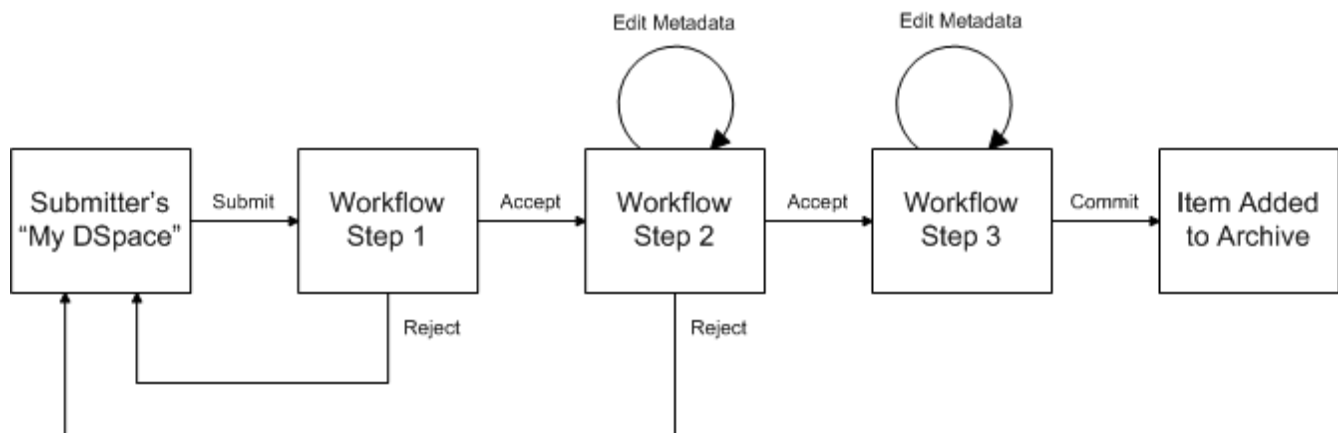 Edit Metadata
Edit Metadata
Submitter's
“My DSpace”
Submit
Workflow
Step 1
Accept
Workflow
Step 2
Accept
Workflow
Step 3
Commit
Item Added
to Archive
Reject
Reject